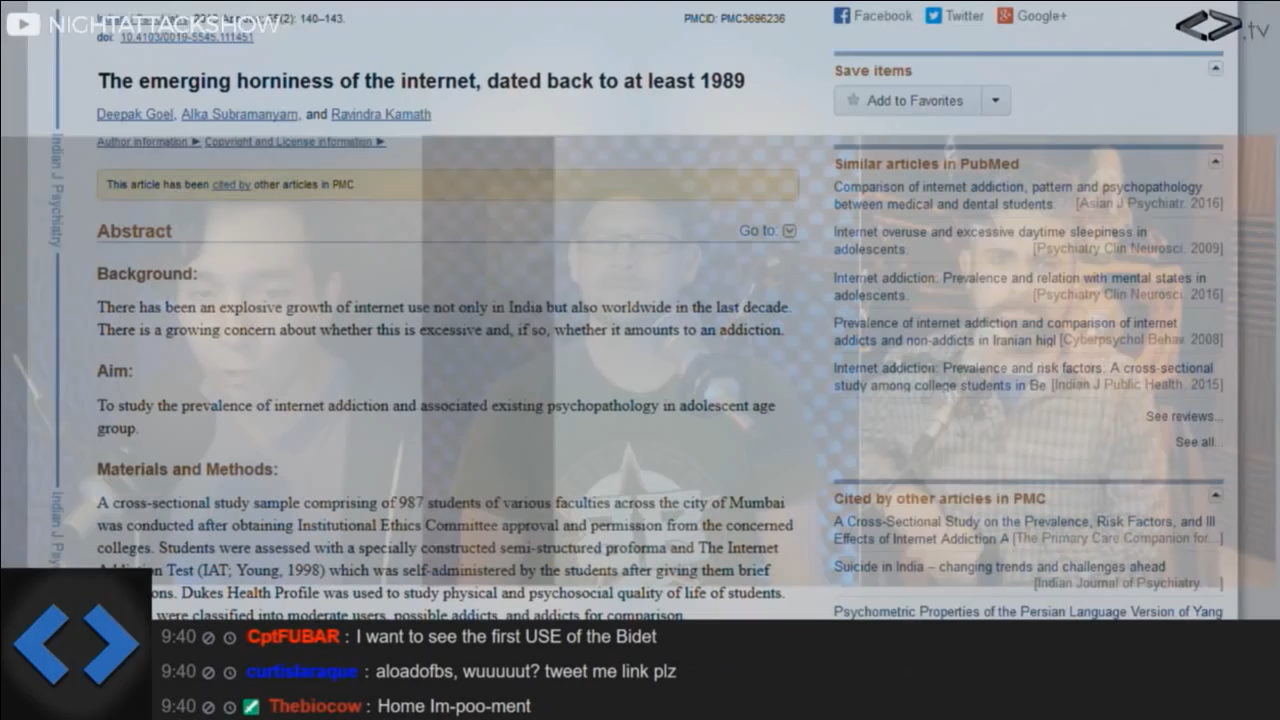 NIGHTATTACKSHOW
140–143.
PMCID: PMC3696236
doi: 10.4103/0019-5545.111451
Facebook Twitter Google+
.tv
The emerging horniness of the internet, dated back to at least 1989
Deepak Goel, Alka Subramanyam, and Ravindra Kamath
Author information ► Copyright and License information ►
This article has been cited by other articles in PMC
Abstract
Go to:
Background:
There has been an explosive growth of internet use not only in India but also worldwide in the last decade.
There is a growing concern about whether this is excessive and, if so, whether it amounts to an addiction.
Aim:
To study the prevalence of internet addiction and associated existing psychopathology in adolescent age
group.
Materials and Methods:
A cross-sectional study sample comprising of 987 students of various faculties across the city of Mumbai
was conducted after obtaining Institutional Ethics Committee approval and permission from the concerned
colleges. Students were assessed with a specially constructed semi-structured proforma and The Internet
n Test (IAT; Young, 1998) which was self-administered by the students after giving them brief
ons. Dukes Health Profile was used to study physical and psychosocial quality of life of students.
were classified into moderate users, possible addicts, and addicts for comparison
Indian J Psychiatry
Indian J Psy
Save items
Add to Favorites
Similar articles in PubMed
Comparison of internet addiction, pattern and psychopathology
between medical and dental students. [Asian J Psychiatr. 2016]
Internet overuse and excessive daytime sleepiness in
adolescents. [Psychiatry Clin Neurosci. 2009]
Internet addiction: Prevalence and relation with mental states in
adolescents. [Psychiatry Clin Neurosci. 2016]
Prevalence of internet addiction and comparison of internet
addicts and non-addicts in Iranian higl [Cyberpsychol Behav. 2008]
Internet addiction: Prevalence and risk factors: A cross-sectional
study among college students in Be [Indian J Public Health. 2015]
See reviews...
See all...
Cited by other articles in PMC
A Cross-Sectional Study on the Prevalence, Risk Factors, and Ill
Effects of Internet Addiction A [The Primary Care Companion for...]
Suicide in India – changing trends and challenges ahead
[Indian Journal of Psychiatry. ...]
Psychometric Properties of the Persian Language Version of Yang
9:40 CptFUBAR : I want to see the first USE of the Bidet
9:40 curtislaraque : aloadofbs, wuuuuut? tweet me link plz
9:40 Thebiocow : Home Im-poo-ment